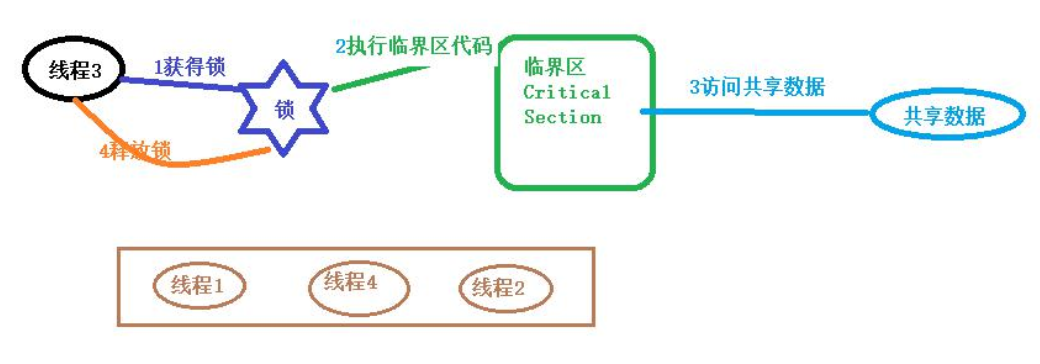 线程3
1获得锁
锁
2执行临界区代码
临界区
Critical
Section
3访问共享数据
共享数据
4释放锁
线程1
线程4
线程2